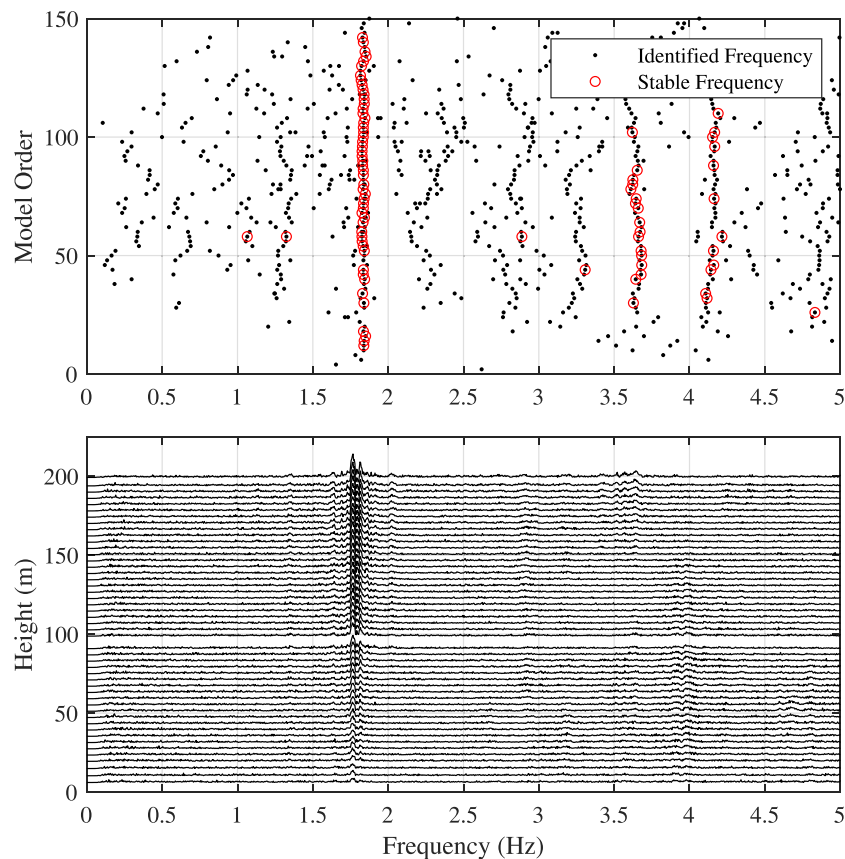 150
100
50
0
Model Order
Identified Frequency
Stable Frequency
0 0.5 1 1.5 2 2.5 3 3.5 4 4.5 5
200
150
100
50
0
Height (m)
0 0.5 1 1.5 2 2.5 3 3.5 4 4.5 5
Frequency (Hz)